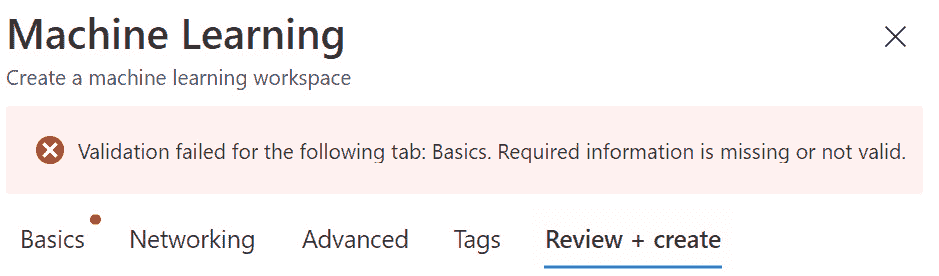 Machine Learning
Create a machine learning workspace
Validation failed for the following tab: Basics. Required information is missing or not valid.
Basics Networking Advanced Tags Review + create